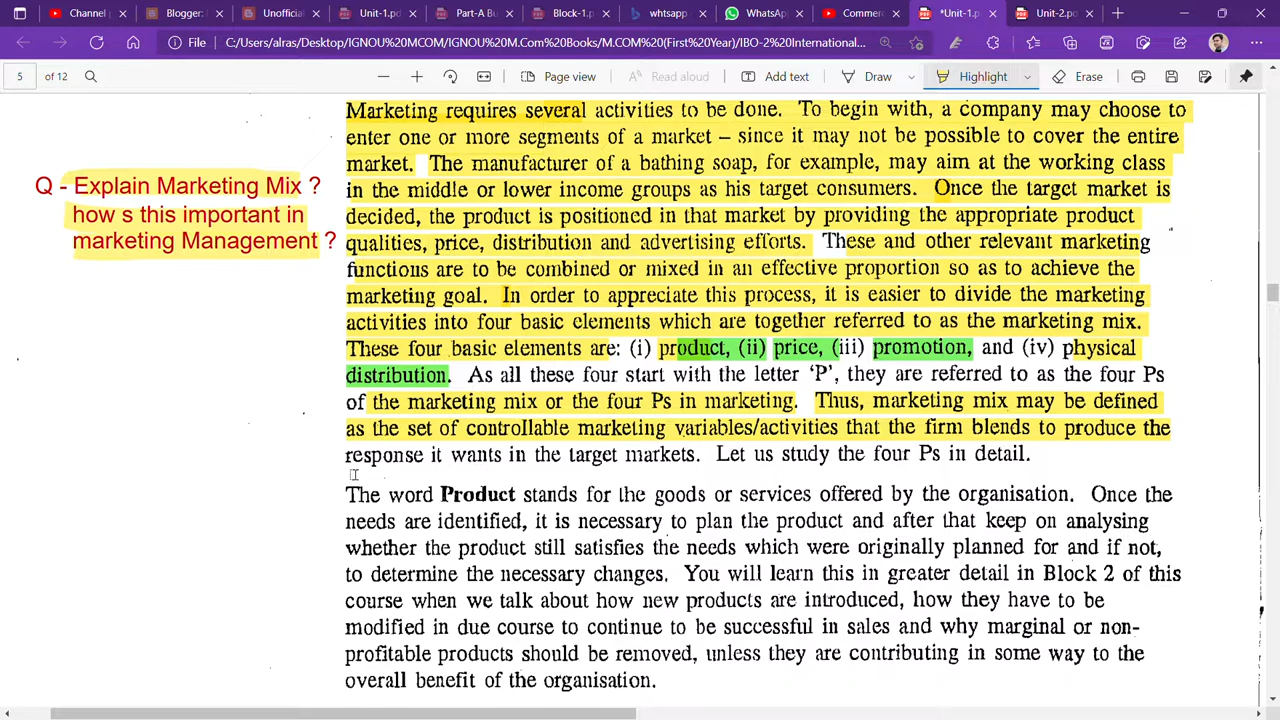 Channel c
Blogger:
Unofficial
Unit-1.pd
Part-A Bu
Block-1.p
whtsapp
WhatsAp
Commer
*Unit-1.p
Unit-2.pd
File
C:/Users/alras/Desktop/IGNOU%20MCOM/IGNOU%20M.Com%20Books/M.COM%20(First%20Year)/IBO-2%20International...
5 of 12
Page view
Read aloud
Add text
Draw
Highlight
Erase
Marketing requires several activities to be done. To begin with, a company may choose to
enter one or more segments of a market – since it may not be possible to cover the entire
market. The manufacturer of a bathing soap, for example, may aim at the working class
in the middle or lower income groups as his target consumers. Once the target market is
decided, the product is positioned in that market by providing the appropriate product
qualities, price, distribution and advertising efforts. These and other relevant marketing
functions are to be combined or mixed in an effective proportion so as to achieve the
marketing goal. In order to appreciate this process, it is easier to divide the marketing
activities into four basic elements which are together referred to as the marketing mix.
These four basic elements are: (i) product, (ii) price, (iii) promotion, and (iv) physical
distribution. As all these four start with the letter ‘P’, they are referred to as the four Ps
of the marketing mix or the four Ps in marketing. Thus, marketing mix may be defined
as the set of controllable marketing variables/activities that the firm blends to produce the
response it wants in the target markets. Let us study the four Ps in detail.
Q - Explain Marketing Mix ?
how s this important in
marketing Management ?
The word Product stands for the goods or services offered by the organisation. Once the
needs are identified, it is necessary to plan the product and after that keep on analysing
whether the product still satisfies the needs which were originally planned for and if not,
to determine the necessary changes. You will learn this in greater detail in Block 2 of this
course when we talk about how new products are introduced, how they have to be
modified in due course to continue to be successful in sales and why marginal or non-
profitable products should be removed, unless they are contributing in some way to the
overall benefit of the organisation.